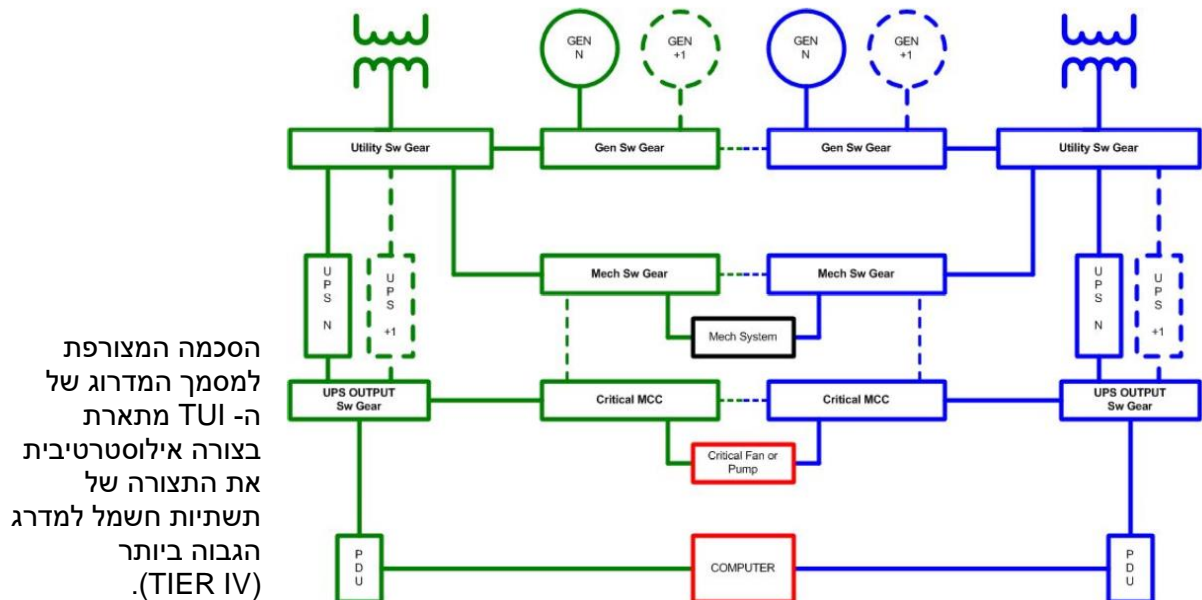 GEN
N
GEN
+1
GEN
N
GEN
+1
Utility Sw Gear
Gen Sw Gear
Gen Sw Gear
Utility Sw Gear
U
P
S
N
U
P
S
+1
Mech Sw Gear
Mech Sw Gear
U
P
S
N
U
P
S
+1
Mech System
UPS OUTPUT
Sw Gear
Critical MCC
Critical MCC
UPS OUTPUT
Sw Gear
Critical Fan or
Pump
P
D
U
COMPUTER
P
D
U
הסכמה המצורפת
למסמך המדרוג של
ה- TUI מתארת
בצורה אילוסטרטיבית
את התצורה של
תשתיות חשמל למדרג
הגבוה ביותר
(TIER IV).